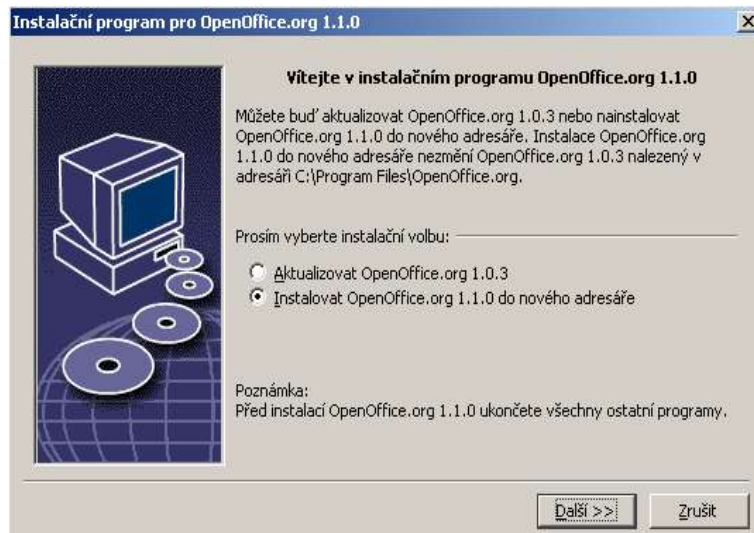 Instalační program pro OpenOffice.org 1.1.0
Vítejte v instalačním programu OpenOffice.org 1.1.0
Můžete buď aktualizovat OpenOffice.org 1.0.3 nebo nainstalovat
OpenOffice.org 1.1.0 do nového adresáře. Instalace OpenOffice.org
1.1.0 do nového adresáře nezmění OpenOffice.org 1.0.3 nalezený v
adresáři C:\Program Files\OpenOffice.org.
Prosím vyberte instalační volbu:
Aktualizovat OpenOffice.org 1.0.3
Instalovat OpenOffice.org 1.1.0 do nového adresáře
Poznámka:
Před instalací OpenOffice.org 1.1.0 ukončete všechny ostatní programy.
Další >> Zrušit